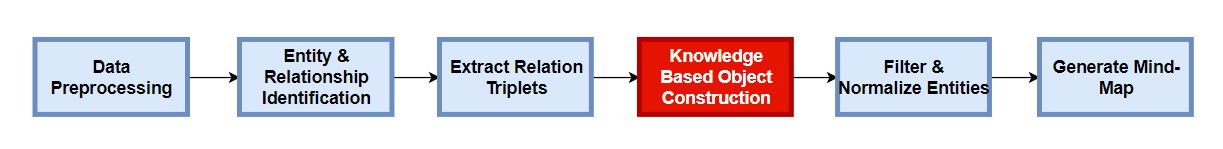 Data
Preprocessing
Entity &
Relationship
Identification
Extract Relation
Triplets
Knowledge
Based Object
Construction
Filter &
Normalize Entities
Generate Mind-
Map